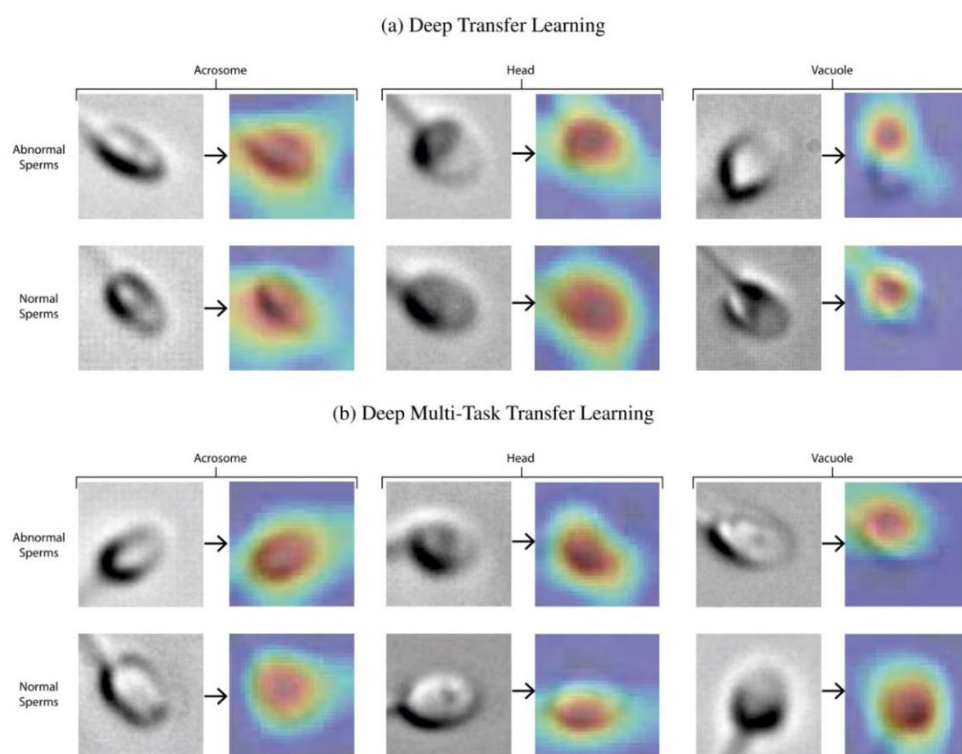 (a) Deep Transfer Learning
Acrosome Head Vacuole
Abnormal
Sperms
Normal
Sperms
(b) Deep Multi-Task Transfer Learning
Acrosome Head Vacuole
Abnormal
Sperms
Normal
Sperms